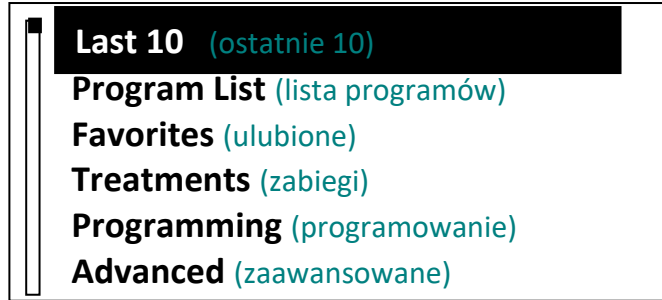 Last 10 (ostatnie 10)
Program List (lista programów)
Favorites (ulubione)
Treatments (zabiegi)
Programming (programowanie)
Advanced (zaawansowane)